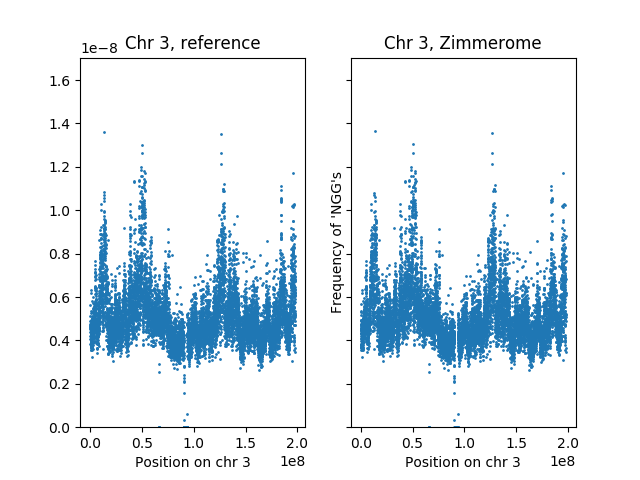 Chr 3, reference
Chr 3, Zimmerome
1e−8
1.6
1.4
1.2
1.0
0.8
0.6
0.4
0.2
0.0
Frequency of 'NGG's
0.0 0.5 1.0 1.5 2.0
0.0 0.5 1.0 1.5 2.0
Position on chr 3
1e8
Position on chr 3
1e8